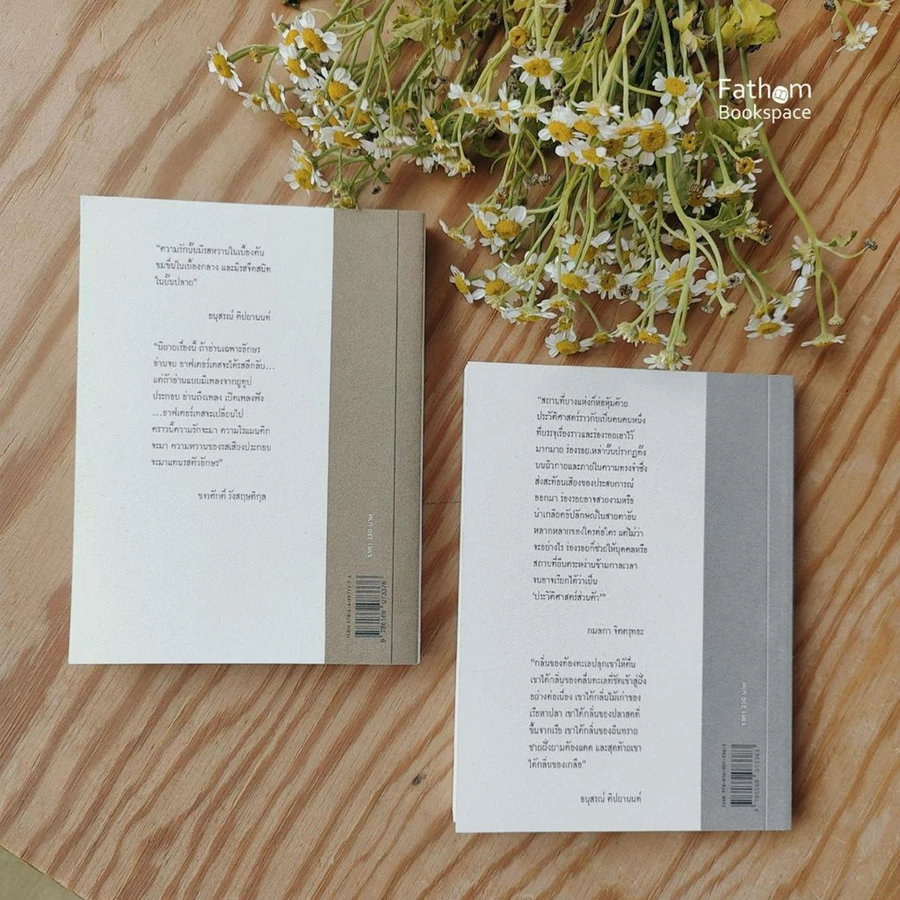 Fathom
Bookspace
"ความรักนั้นมีรสหวานในเบื้องต้น
ขมขื่นในเบื้องกลาง และมีรสจืดสนิท
ในบั้นปลาย"
อนุสรณ์ ติปยานนท์
"นิยายเรื่องนี้ ถ้าอ่านเฉพาะอักษร
อ่านจบ อาฟเตอร์เทสจะได้รสลึกลับ...
แต่ถ้าอ่านแบบมีเพลงจากยูทูป
ประกอบ อ่านถึงเพลง เปิดเพลงฟัง
...อาฟเตอร์เทสจะเปลี่ยนไป
คราวนี้ความรักจะมา ความโรแมนติก
จะมา ความหวานของรสเสียงประกอบ
จะมาแทนรสตัวอักษร"
ขจรศักดิ์ รังสฤษฎิกุล
ราคา 250 บาท
"สถานที่บางแห่งก็ห่อหุ้มด้วย
ประวัติศาสตร์ราวกับเป็นคนคนหนึ่ง
ที่บรรจุเรื่องราวและร่องรอยเอาไว้
มากมาย ร่องรอยเหล่านั้นปรากฏทั้ง
บนผิวกายและภายในความทรงจำซึ่ง
ส่งสะท้อนเสียงของประสบการณ์
ออกมา ร่องรอยอาจสวยงามหรือ
น่าเกลียดอัปลักษณ์ในสายตาอัน
หลากหลายของใครต่อใคร แต่ไม่ว่า
จะอย่างไร ร่องรอยก็ช่วยให้บุคคลหรือ
สถานที่ยืนตระหง่านข้ามกาลเวลา
จนอาจเรียกได้ว่าเป็น
'ประวัติศาสตร์ส่วนตัว'"
กมลกา จิตตรุทธะ
"กลิ่นของท้องทะเลปลุกเขาให้ตื่น
เขาได้กลิ่นของคลื่นทะเลที่ซัดเข้าสู่ฝั่ง
อย่างต่อเนื่อง เขาได้กลิ่นไม้เก่าของ
เรือหาปลา เขาได้กลิ่นของปลาสดที่
ขึ้นจากเรือ เขาได้กลิ่นของผืนทราย
ชายฝั่งยามต้องแดด และสุดท้ายเขา
ได้กลิ่นของเกลือ"
อนุสรณ์ ติปยานนท์
ราคา 250 บาท